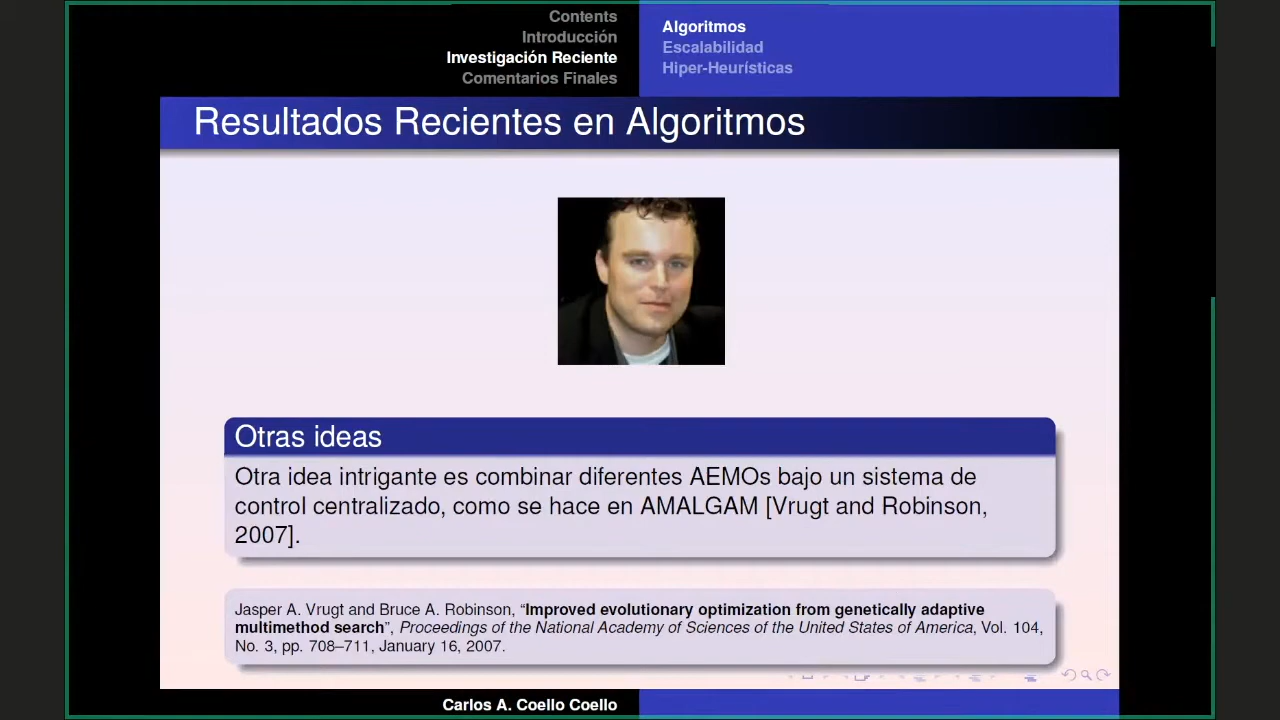 Contents
Introducción
Investigación Reciente
Comentarios Finales
Algoritmos
Escalabilidad
Hiper-Heurísticas
Resultados Recientes en Algoritmos
Otras ideas
Otra idea intrigante es combinar diferentes AEMOs bajo un sistema de
control centralizado, como se hace en AMALGAM [Vrugt and Robinson,
2007].
Jasper A. Vrugt and Bruce A. Robinson, “Improved evolutionary optimization from genetically adaptive
multimethod search”, Proceedings of the National Academy of Sciences of the United States of America, Vol. 104,
No. 3, pp. 708–711, January 16, 2007.
Carlos A. Coello Coello